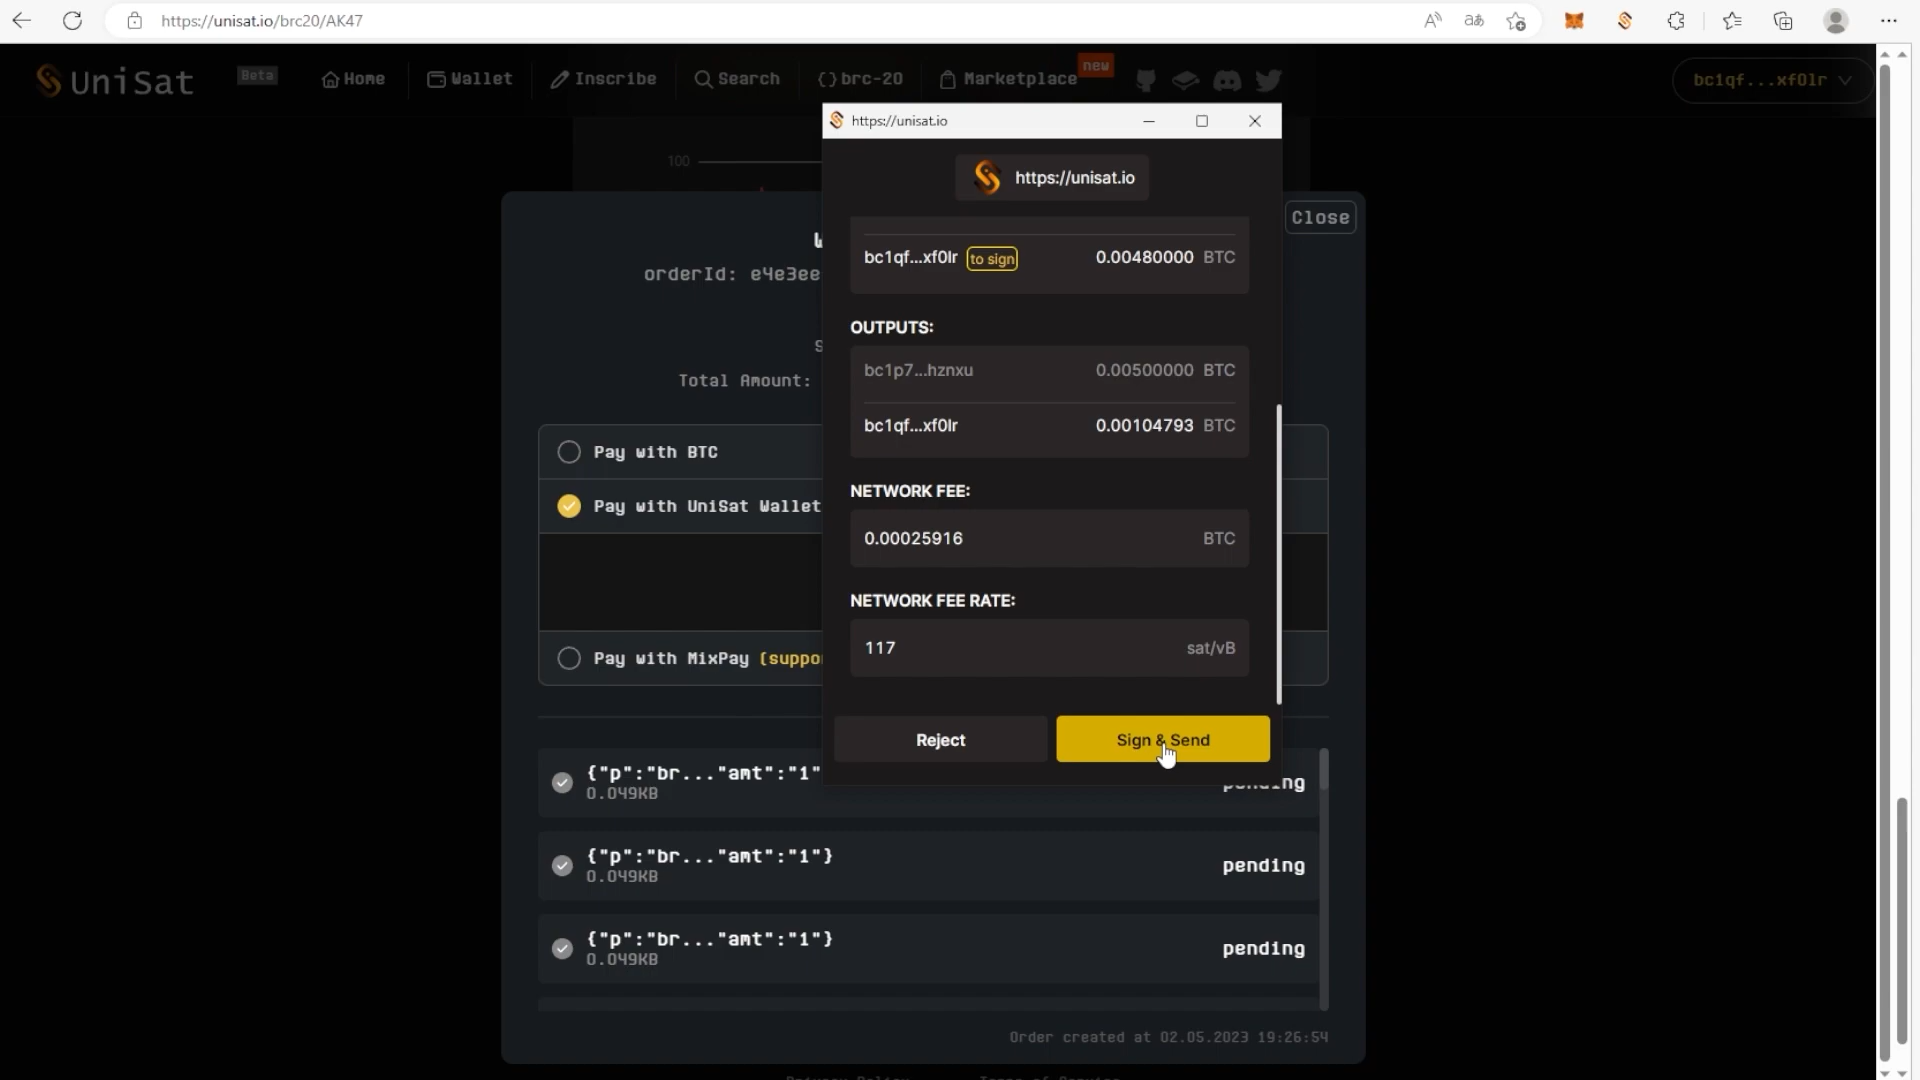 https://unisat.io/brc20/AK47
UniSat
Beta
Home
Wallet
Inscribe
Search
{} brc-20
Marketplace
new
bc1qf...xf0lr
100
https://unisat.io
https://unisat.io
Close
orderId: e4e3ee
bc1qf...xf0lr to sign 0.00480000 BTC
OUTPUTS:
bc1p7...hznxu 0.00500000 BTC
Total Amount:
bc1qf...xf0lr 0.00104793 BTC
Pay with BTC
NETWORK FEE:
Pay with UniSat Wallet
0.00025916 BTC
NETWORK FEE RATE:
117 sat/vB
Pay with MixPay (suppo
Reject
Sign & Send
{"p":"br..."amt":"1"
0.049KB
pending
{"p":"br..."amt":"1"}
0.049KB
pending
{"p":"br..."amt":"1"}
0.049KB
pending
Order created at 02.05.2023 19:26:54